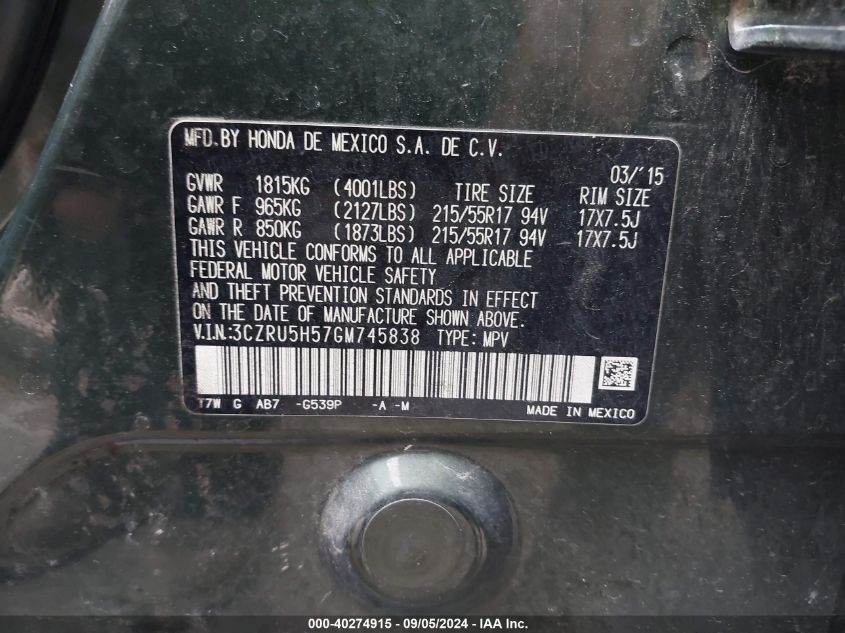 MFD.BY HONDA DE MEXICO S.A. DE C.V.
03/'15
GVWR 1815KG (4001LBS) TIRE SIZE RIM SIZE
GAWR F 965KG (2127LBS) 215/55R17 94V 17X7.5J
GAWR R 850KG (1873LBS) 215/55R17 94V 17X7.5J
THIS VEHICLE CONFORMS TO ALL APPLICABLE
FEDERAL MOTOR VEHICLE SAFETY
AND THEFT PREVENTION STANDARDS IN EFFECT
ON THE DATE OF MANUFACTURE SHOWN ABOVE.
V.I.N:3CZRU5H57GM745838 TYPE: MPV
T7W G AB7 -G539P -A -M
MADE IN MEXICO
000-40274915 - 09/05/2024 - IAA Inc.